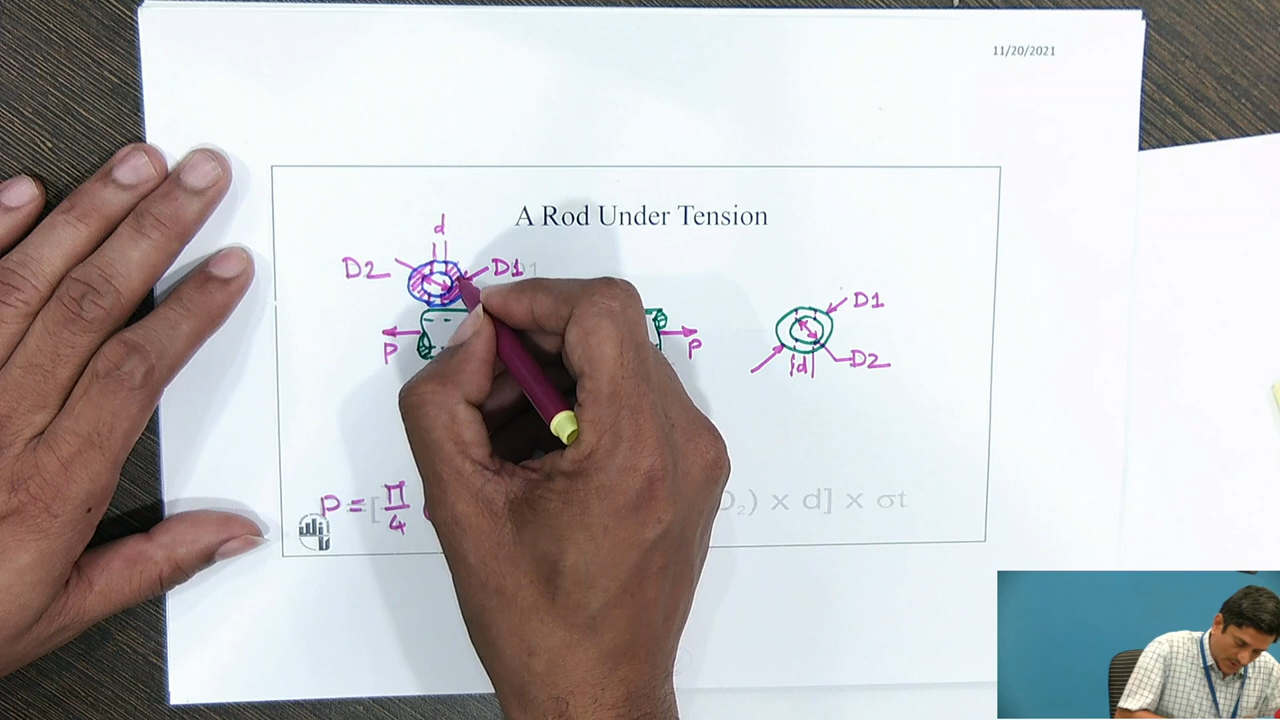 11/20/2021
A Rod Under Tension
d
D2 D1
D1
P P
D2
d
P = [ π/4 D₂) x d] x σt